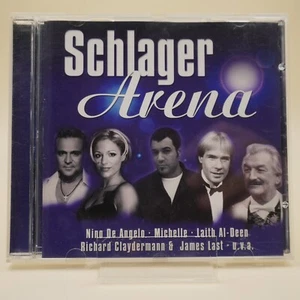 Schlager
Arena
Nino De Angelo · Michelle · Laith Al-Deen
Richard Claydermann & James Last · u.v.a.